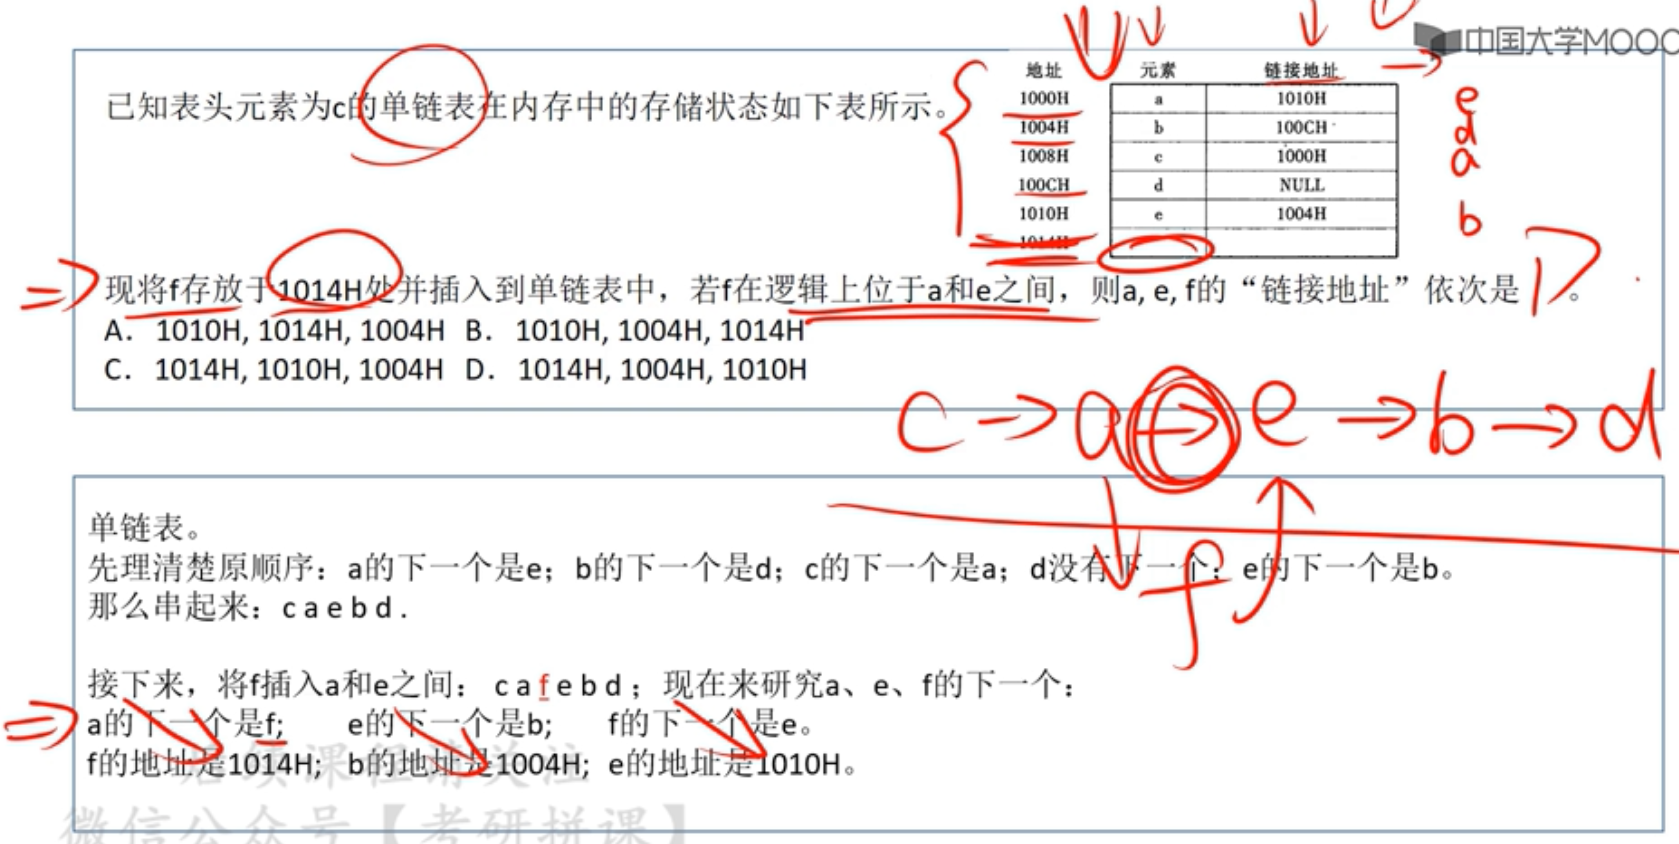 中国大学MOOC
已知表头元素为c的单链表在内存中的存储状态如下表所示。
地址 元素 链接地址
1000H a 1010H
1004H b 100CH
1008H c 1000H
100CH d NULL
1010H e 1004H
1014H
e
d
a
b
现将f存放于1014H处并插入到单链表中，若f在逻辑上位于a和e之间，则a, e, f的“链接地址”依次是 D 。
A. 1010H, 1014H, 1004H B. 1010H, 1004H, 1014H
C. 1014H, 1010H, 1004H D. 1014H, 1004H, 1010H
c→a→e→b→d
f
单链表。
先理清楚原顺序：a的下一个是e；b的下一个是d；c的下一个是a；d没有下一个；e的下一个是b。
那么串起来：c a e b d .
接下来，将f插入a和e之间： c a f e b d ；现在来研究a、e、f的下一个：
a的下一个是f; e的下一个是b; f的下一个是e。
f的地址是1014H; b的地址是1004H; e的地址是1010H。
课程请关注
微信公众号【考研拼课】